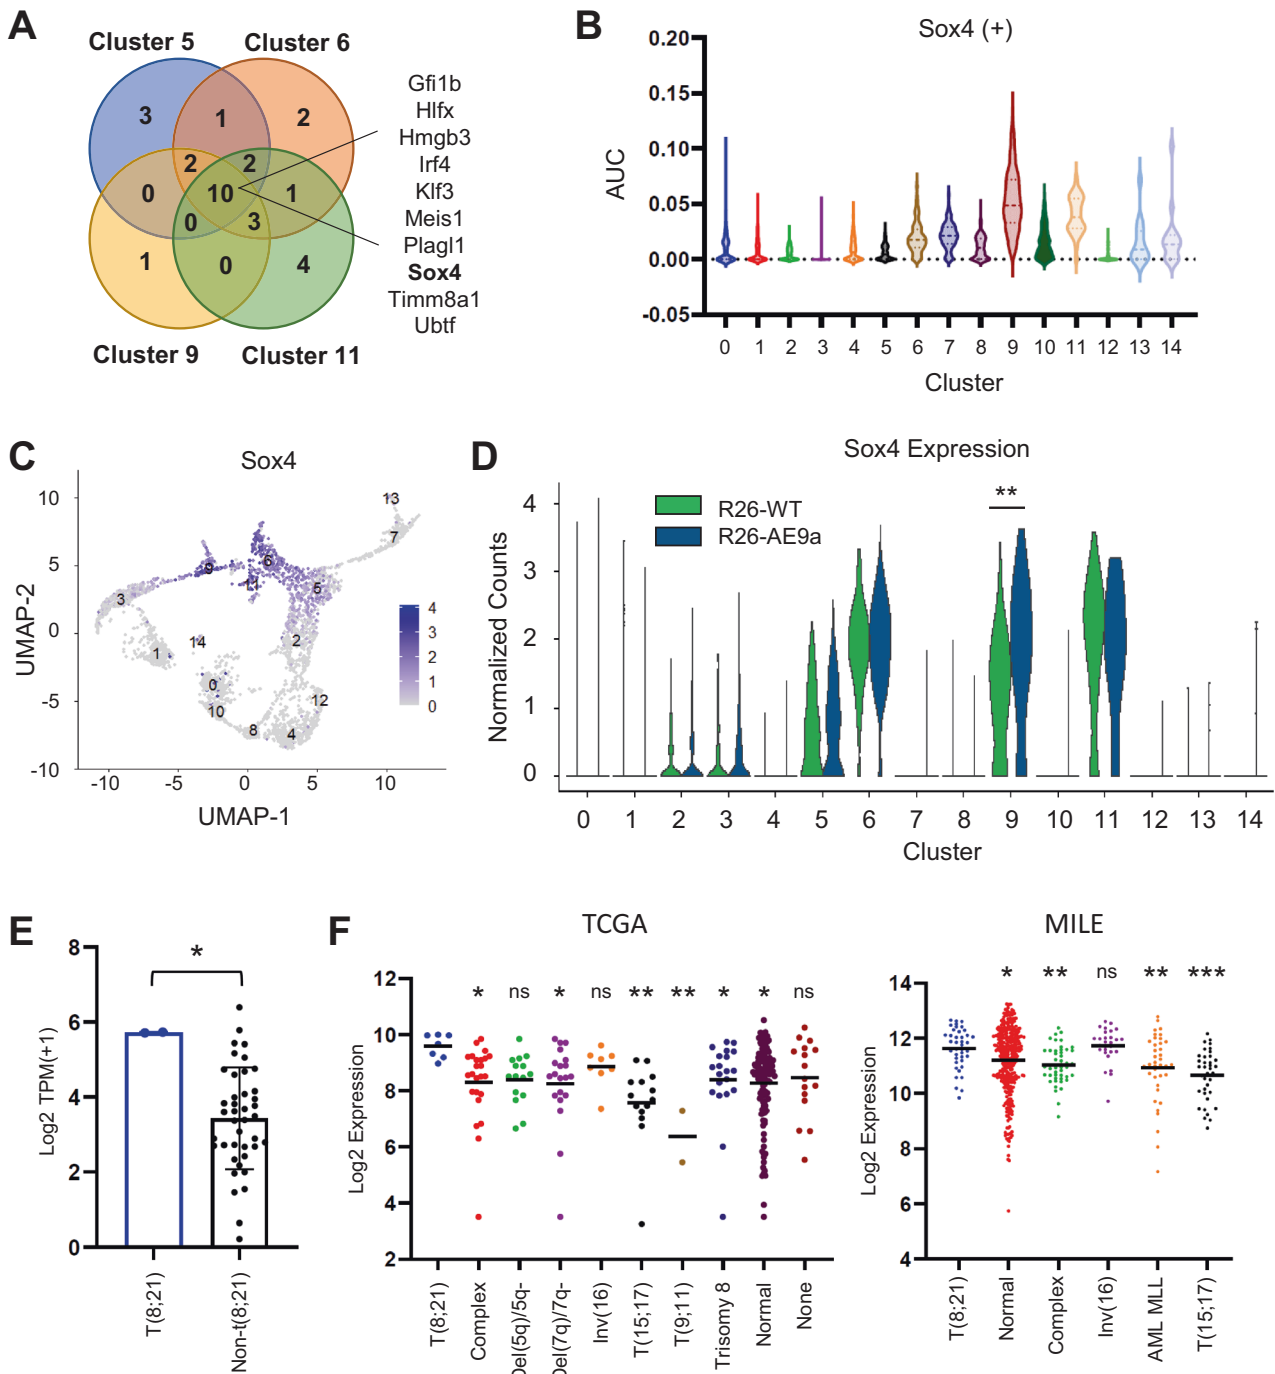 A
Cluster 5
Cluster 6
3
1
2
2
2
0
10
1
0
3
1
0
4
Cluster 9
Cluster 11
Gfi1b
Hlfx
Hmgb3
Irf4
Klf3
Meis1
Plagl1
Sox4
Timm8a1
Ubtf
B
Sox4 (+)
AUC
0.20
0.15
0.10
0.05
0.00
-0.05
0 1 2 3 4 5 6 7 8 9 10 11 12 13 14
Cluster
C
Sox4
UMAP-2
10
5
0
-5
-10
13
7
6
9
11
5
3
2
14
1
0
12
10
8
4
4
3
2
1
0
-10 -5 0 5 10
UMAP-1
D
Sox4 Expression
R26-WT
R26-AE9a
**
Normalized Counts
4
3
2
1
0
0 1 2 3 4 5 6 7 8 9 10 11 12 13 14
Cluster
E
*
Log2 TPM(+1)
8
6
4
2
0
T(8;21)
Non-t(8;21)
F
TCGA
Log2 Expression
12
10
8
6
4
2
* ns * ns ** ** * * ns
T(8;21)
Complex
Del(5q)/5q-
Del(7q)/7q-
Inv(16)
T(15;17)
T(9;11)
Trisomy 8
Normal
None
MILE
Log2 Expression
14
12
10
8
6
4
* ** ns ** ***
T(8;21)
Normal
Complex
Inv(16)
AML MLL
T(15;17)